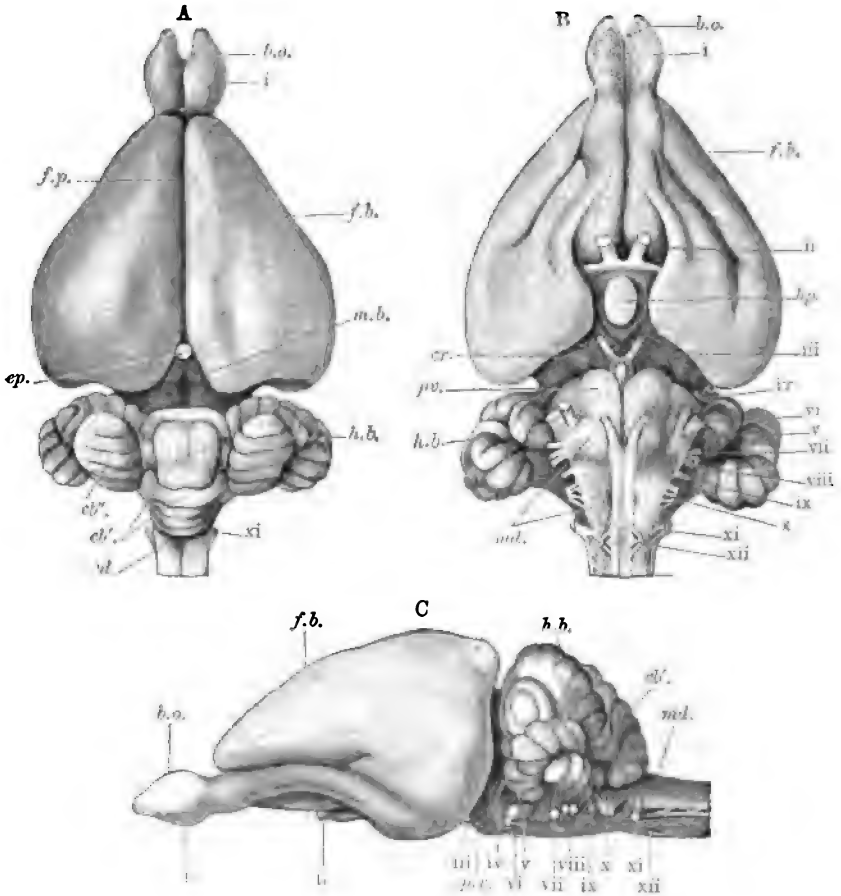 A
b.o.
i
f.p.
f.b.
m.b.
ep.
h.b.
cb''.
cb'.
xi
B
b.o.
i
f.b.
ii
hp.
iii
cr.
pv.
iv
vi
h.b.
v
vii
viii
ix
x
md.
xi
xii
C
f.b.
h.b.
cb'.
b.o.
md.
iii iv v viii x xi
vi vii ix xii